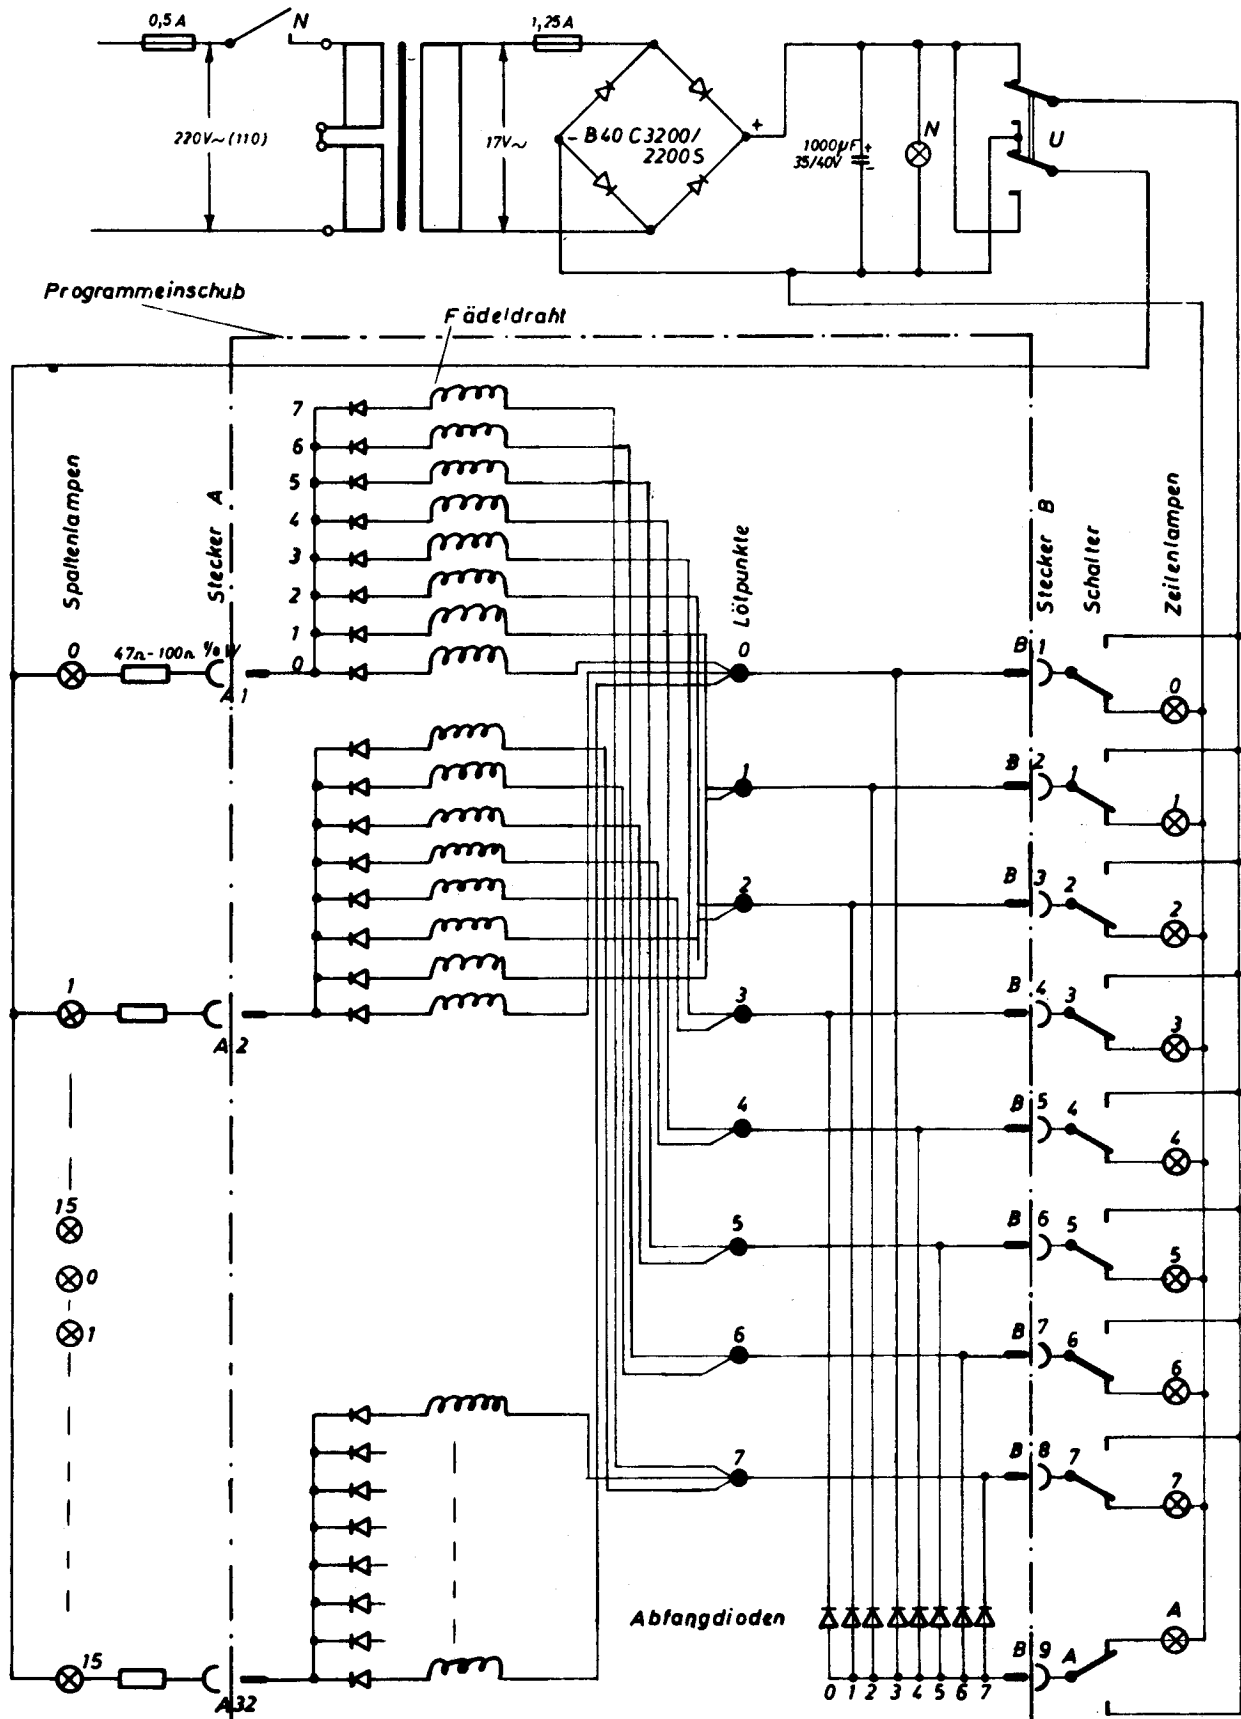 0,5 A
N
1,25A
220V~(110)
17V~
- B40 C3200/
2200S
+
1000µF +
35/40V -
N
U
Programmeinschub
Fädeldraht
7
6
5
4
3
2
1
0
Spaltenlampen
Stecker A
Lötpunkte
Stecker B
Schalter
Zeilenlampen
0
47Ω-100Ω
W
A1
0
B 1
0
1
B 2
1
1
2
B 3
2
2
1
A2
3
B 4
3
3
4
B 5
4
4
15
0
1
5
B 6
5
5
6
B 7
6
6
7
B 8
7
7
Abfangdioden
A
15
A32
0 1 2 3 4 5 6 7
B 9
A